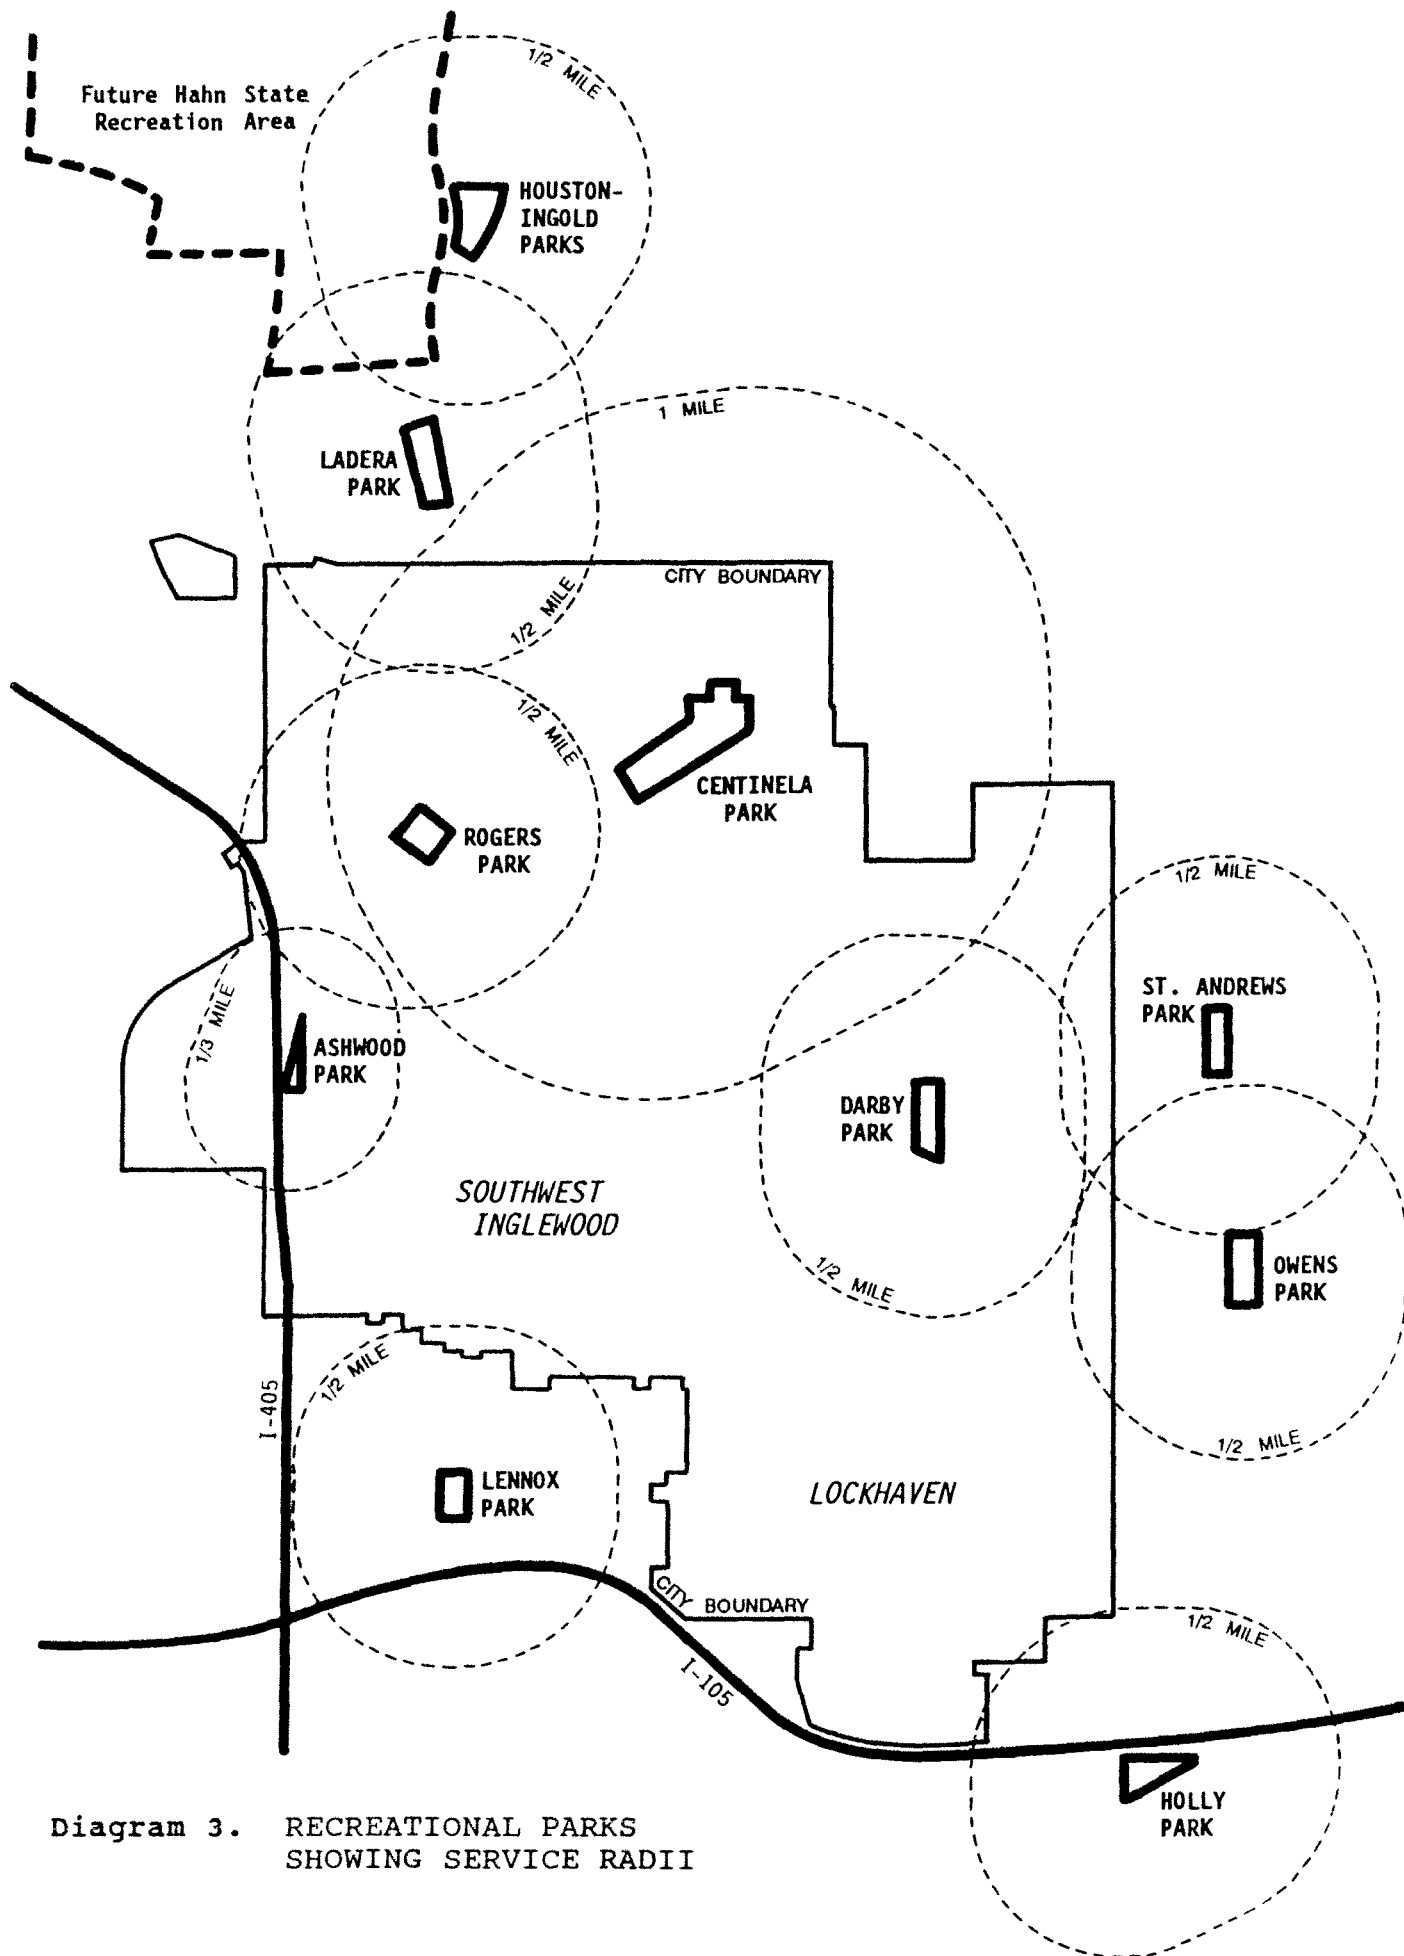 1/2 MILE
Future Hahn State
Recreation Area
HOUSTON-
INGOLD
PARKS
1 MILE
LADERA
PARK
CITY BOUNDARY
1/2 MILE
1/2 MILE
CENTINELA
PARK
ROGERS
PARK
1/2 MILE
ST. ANDREWS
PARK
1/3 MILE
ASHWOOD
PARK
DARBY
PARK
SOUTHWEST
INGLEWOOD
1/2 MILE
OWENS
PARK
1/2 MILE
I-405
1/2 MILE
LENNOX
PARK
LOCKHAVEN
CITY BOUNDARY
1/2 MILE
I-105
HOLLY
PARK
Diagram 3. RECREATIONAL PARKS
SHOWING SERVICE RADII